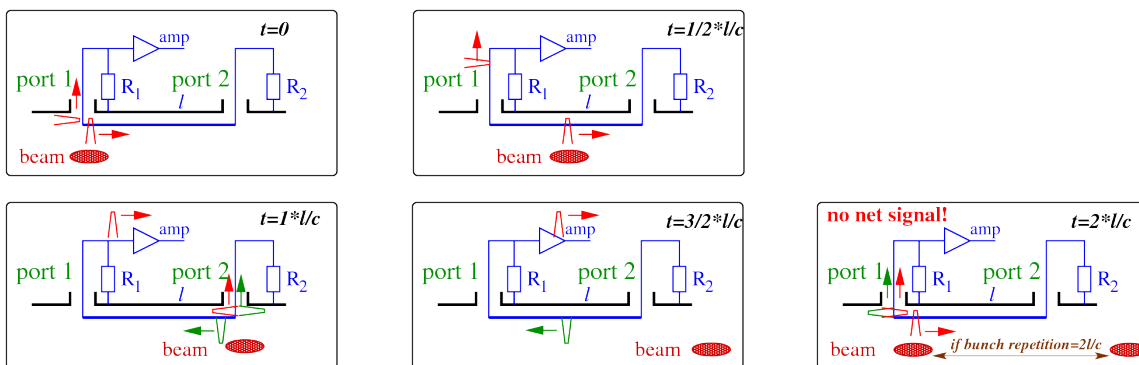 t=0
amp
port 1
R1
port 2
l
R2
beam
t=1/2*l/c
amp
port 1
R1
port 2
l
R2
beam
t=1*l/c
amp
port 1
R1
port 2
l
R2
beam
t=3/2*l/c
amp
port 1
R1
port 2
l
R2
beam
no net signal!
t=2*l/c
amp
port 1
R1
port 2
l
R2
beam
if bunch repetition=2l/c